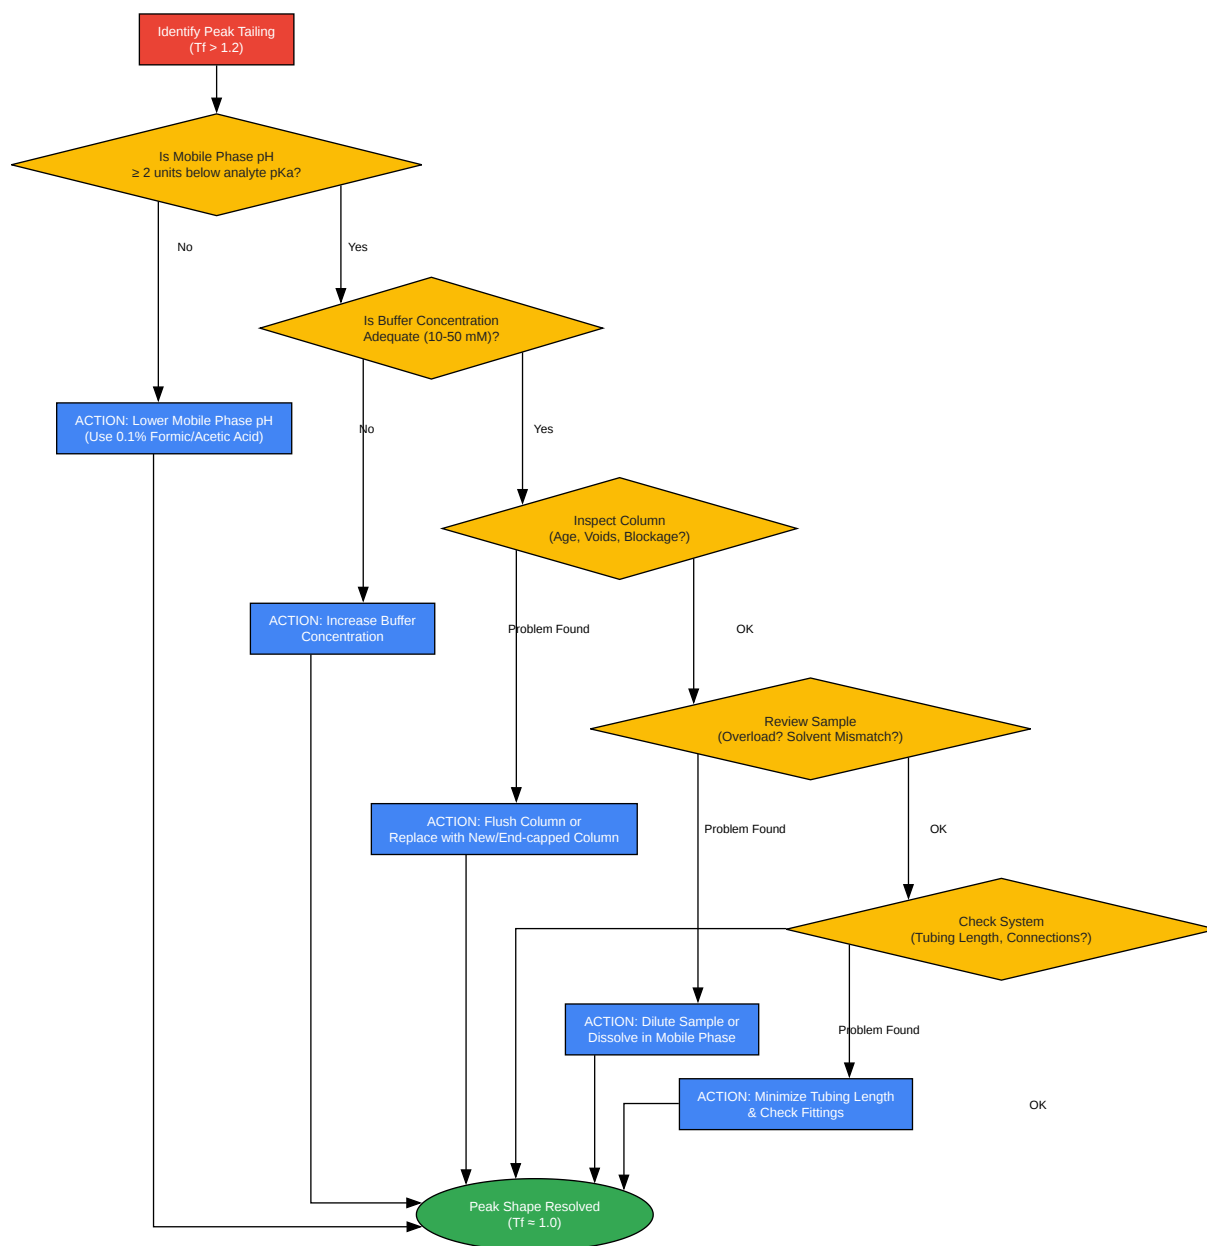 Identify Peak Tailing
(Tf > 1.2)
Is Mobile Phase pH
≥ 2 units below analyte pKa?
No
Yes
Is Buffer Concentration
Adequate (10-50 mM)?
ACTION: Lower Mobile Phase pH
(Use 0.1% Formic/Acetic Acid)
No
Yes
Inspect Column
(Age, Voids, Blockage?)
ACTION: Increase Buffer
Concentration
Problem Found
OK
Review Sample
(Overload? Solvent Mismatch?)
ACTION: Flush Column or
Replace with New/End-capped Column
Problem Found
OK
Check System
(Tubing Length, Connections?)
ACTION: Dilute Sample or
Dissolve in Mobile Phase
Problem Found
ACTION: Minimize Tubing Length
& Check Fittings
OK
Peak Shape Resolved
(Tf ≈ 1.0)